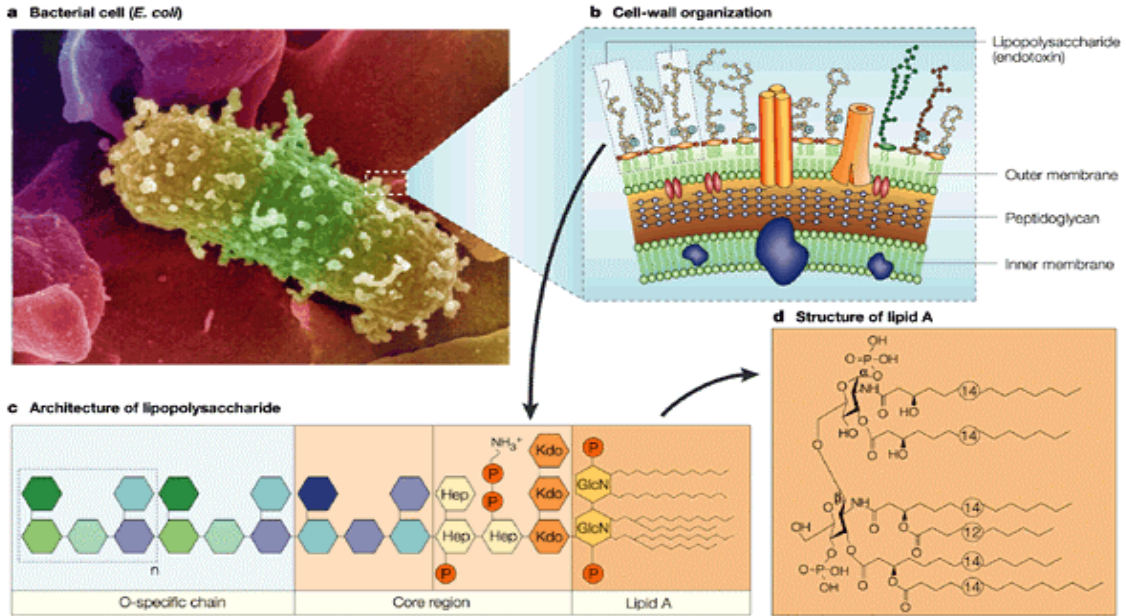 a Bacterial cell (E. coli)
b Cell-wall organization
Lipopolysaccharide
(endotoxin)
Outer membrane
Peptidoglycan
Inner membrane
d Structure of lipid A
OH
O=P-OH
O
α
O
NH
O
HO
14
O
HO
O
O
14
HO
O
β
O
NH
O
14
O
O
12
OH
O
O
14
O
O=P-OH
OH
O
O
14
c Architecture of lipopolysaccharide
NH3+
P
P
Kdo
P
Hep
Kdo
GlcN
Hep
Hep
Kdo
GlcN
P
P
n
O-specific chain
Core region
Lipid A